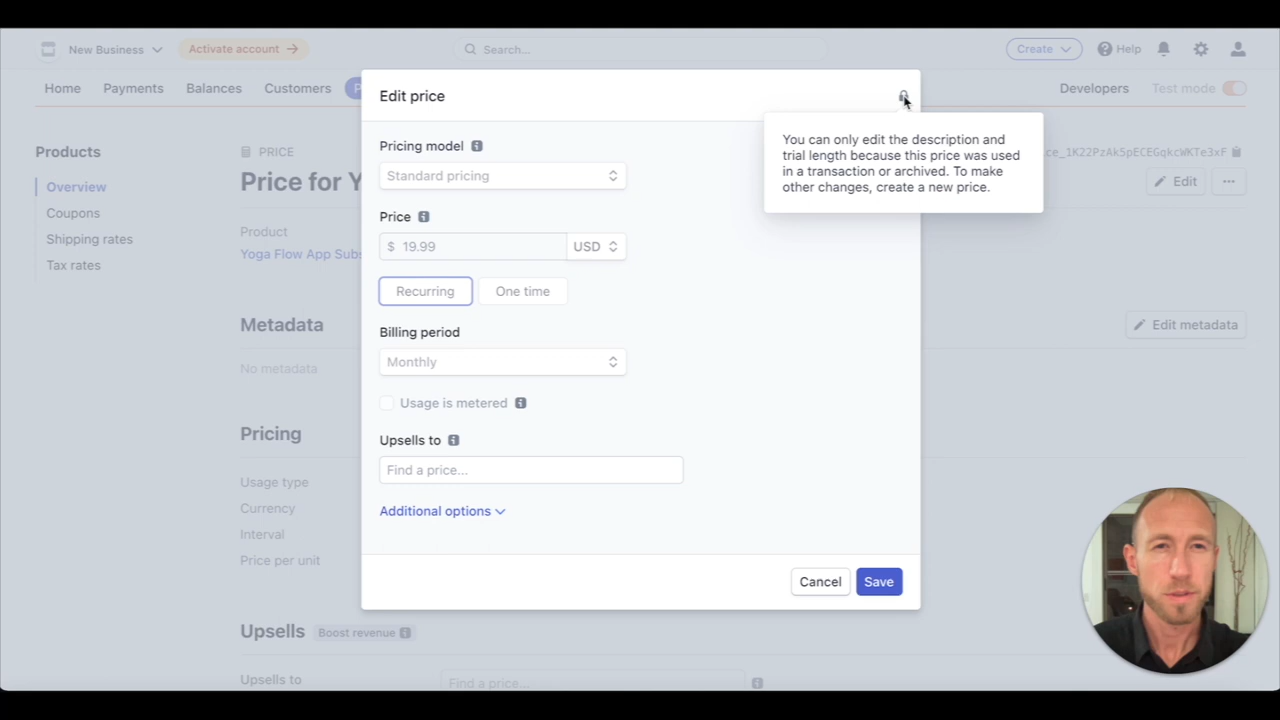 New Business
Activate account →
Search...
Create
Help
Home
Payments
Balances
Customers
P
Developers
Test mode
Edit price
You can only edit the description and
trial length because this price was used
in a transaction or archived. To make
other changes, create a new price.
Products
Overview
Coupons
Shipping rates
Tax rates
PRICE
ce_1K22PzAk5pECEGqkcWKTe3xF
Price for Y
Edit
Product
Yoga Flow App Subs
Metadata
Edit metadata
No metadata
Pricing
Usage type
Currency
Interval
Price per unit
Upsells
Boost revenue
Upsells to
Find a price...
Pricing model
Standard pricing
Price
$ 19.99
USD
Recurring
One time
Billing period
Monthly
Usage is metered
Upsells to
Find a price...
Additional options
Cancel
Save